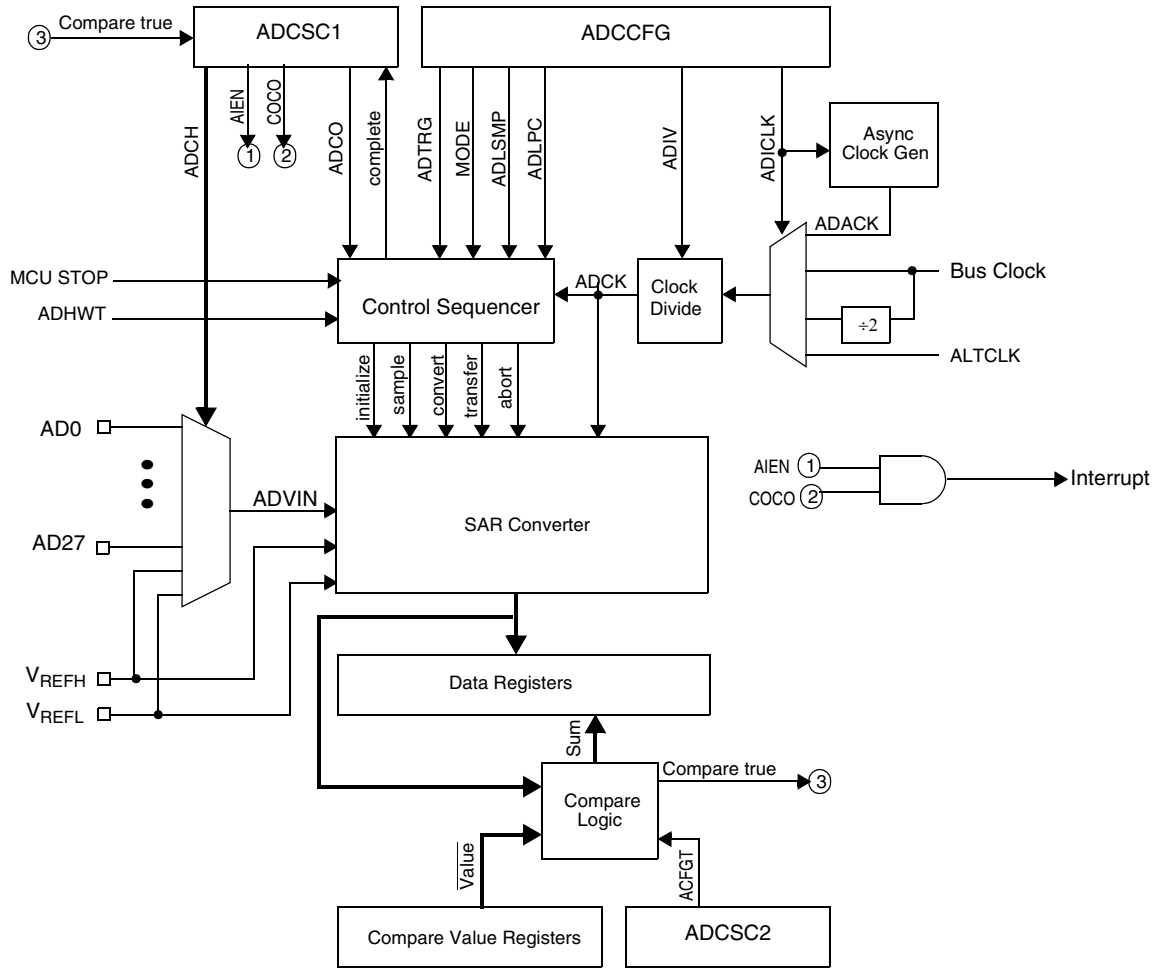 3 Compare true
ADCSC1
ADCCFG
ADCH
AIEN
COCO
1
2
ADCO
complete
ADTRG
MODE
ADLSMP
ADLPC
ADIV
ADICLK
Async
Clock Gen
ADACK
MCU STOP
ADHWT
Control Sequencer
ADCK
Clock
Divide
Bus Clock
÷2
ALTCLK
initialize
sample
convert
transfer
abort
AD0
AD27
ADVIN
SAR Converter
AIEN 1
COCO 2
Interrupt
VREFH
VREFL
Data Registers
Sum
Compare true 3
Compare
Logic
Value
ACFGT
Compare Value Registers
ADCSC2